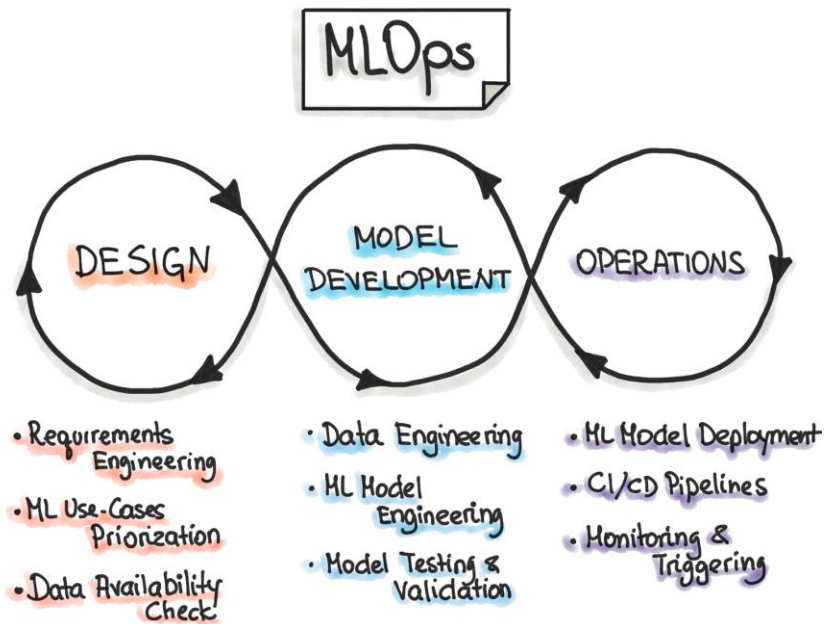 MLOps
DESIGN
MODEL
DEVELOPMENT
OPERATIONS
• Requirements
Engineering
• ML Use-Cases
Priorization
• Data Availability
Check
• Data Engineering
• ML Model
Engineering
• Model Testing &
Validation
• ML Model Deployment
• CI/CD Pipelines
• Monitoring &
Triggering